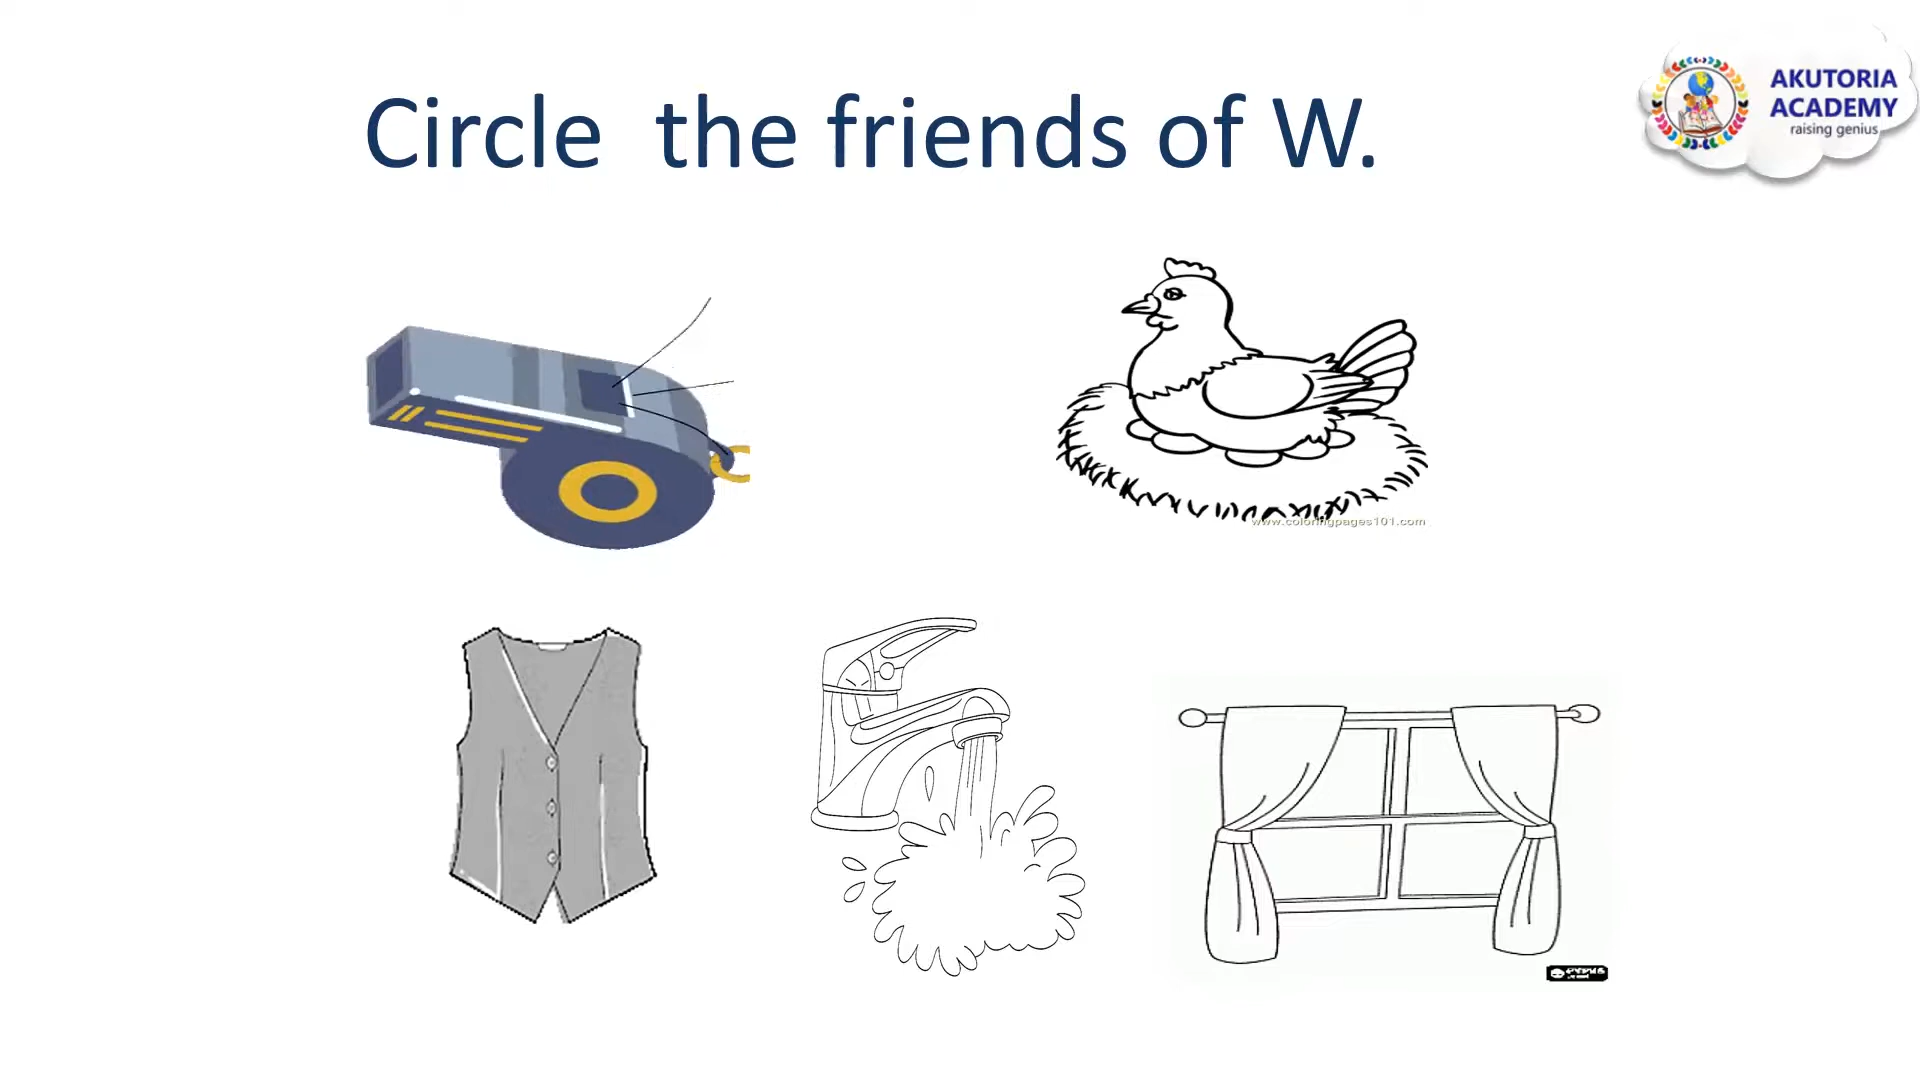 Circle the friends of W.
AKUTORIA
ACADEMY
raising genius
www.coloringpages101.com